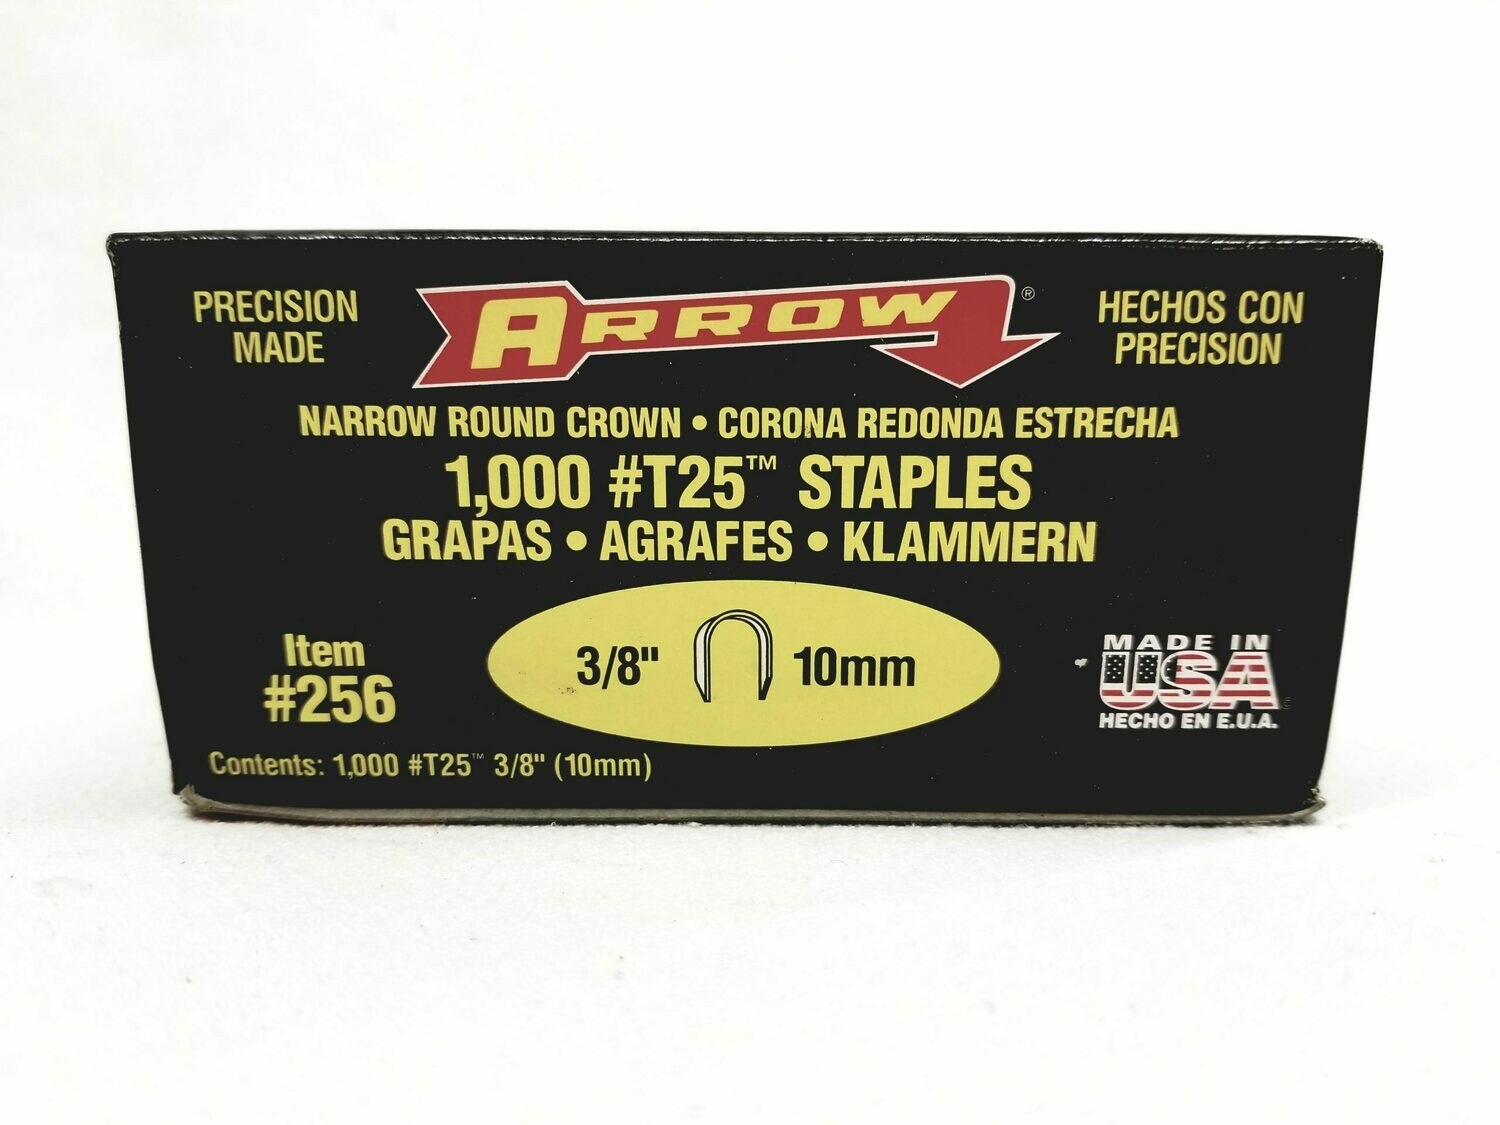 PRECISION
MADE
ARROW®
HECHOS CON
PRECISION
NARROW ROUND CROWN • CORONA REDONDA ESTRECHA
1,000 #T25™ STAPLES
GRAPAS • AGRAFES • KLAMMERN
Item
#256
3/8" 10mm
MADE IN
USA
HECHO EN E.U.A.
Contents: 1,000 #T25™ 3/8" (10mm)